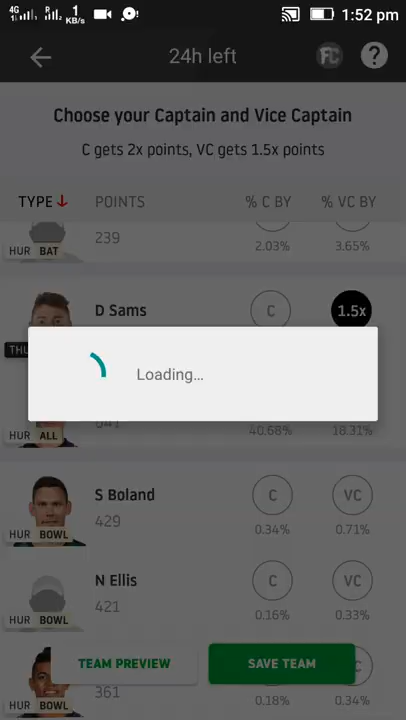 4G R 1 KB/s 1:52 pm
24h left FC ?
Choose your Captain and Vice Captain
C gets 2x points, VC gets 1.5x points
TYPE POINTS % C BY % VC BY
239 2.03% 3.65%
HUR BAT
D Sams C 1.5x
THU
Loading...
HUR ALL 40.68% 18.31%
S Boland C VC
429 0.34% 0.71%
HUR BOWL
N Ellis C VC
421 0.16% 0.33%
HUR BOWL
TEAM PREVIEW SAVE TEAM
361 0.18% 0.34%
HUR BOWL